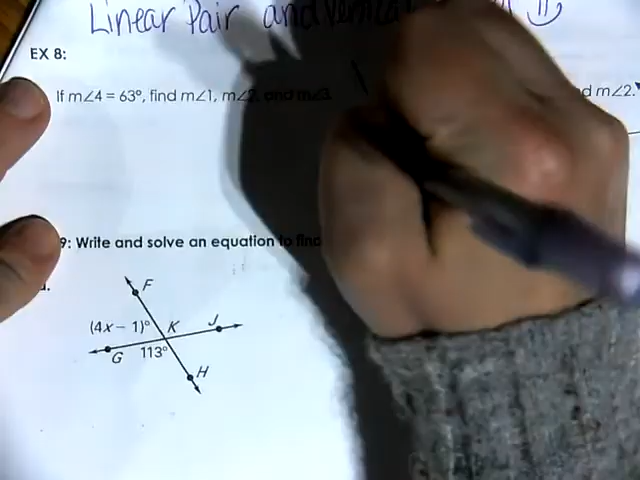 Linear Pair and Vertical
EX 8:
If m∠4 = 63°, find m∠1, m∠2, and m∠3.
d m∠2.
9: Write and solve an equation to find
F
(4x − 1)° K J
G 113°
H